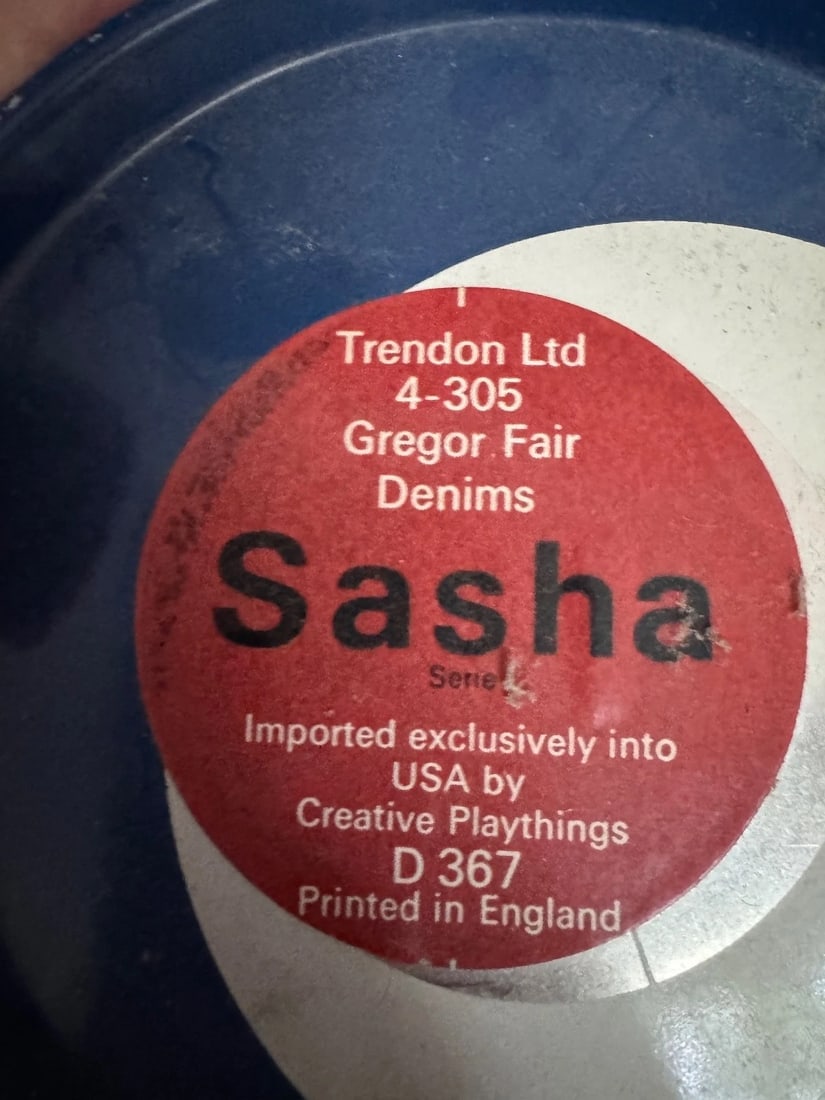 Trendon Ltd
4-305
Gregor Fair
Denims
Sasha
Serie
Imported exclusively into
USA by
Creative Playthings
D 367
Printed in England